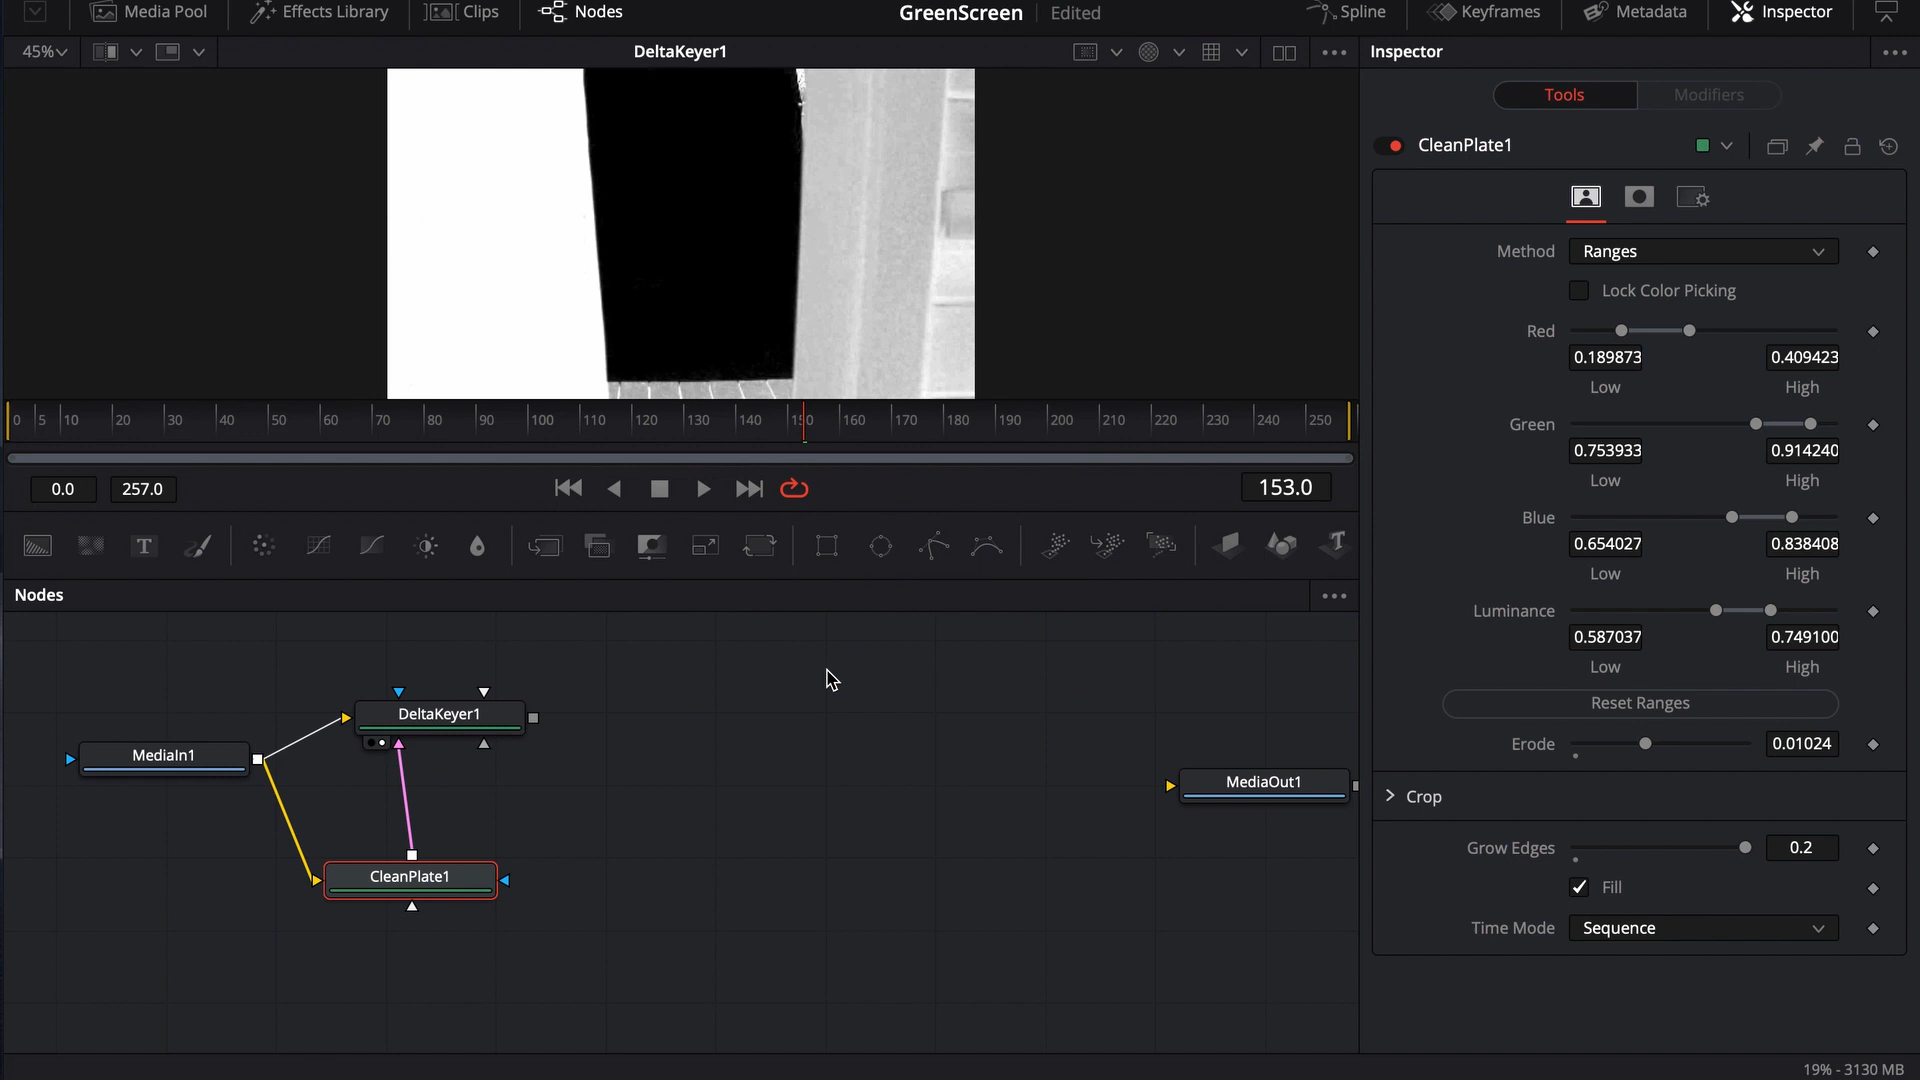 Media Pool
Effects Library
Clips
Nodes
GreenScreen
Edited
Spline
Keyframes
Metadata
Inspector
45%
DeltaKeyer1
Inspector
Tools
Modifiers
CleanPlate1
Method
Ranges
Lock Color Picking
Red
0.189873
0.409423
Low
High
Green
0.753933
0.914240
Low
High
Blue
0.654027
0.838408
Low
High
Luminance
0.587037
0.749100
Low
High
Reset Ranges
Erode
0.01024
Crop
Grow Edges
0.2
Fill
Time Mode
Sequence
0 5 10 20 30 40 50 60 70 80 90 100 110 120 130 140 150 160 170 180 190 200 210 220 230 240 250
0.0
257.0
153.0
T
T
Nodes
DeltaKeyer1
MediaIn1
MediaOut1
CleanPlate1
19% - 3130 MB